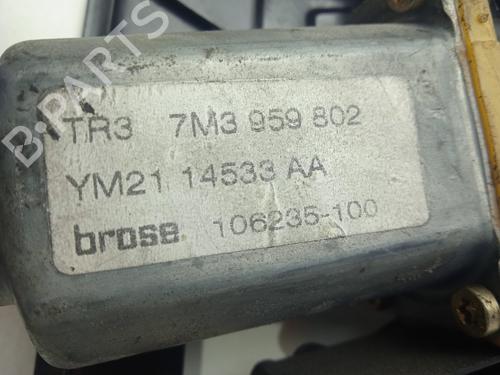 B-PARTS
TR3 7M3 959 802
YM21 14533 AA
brose 106235-100